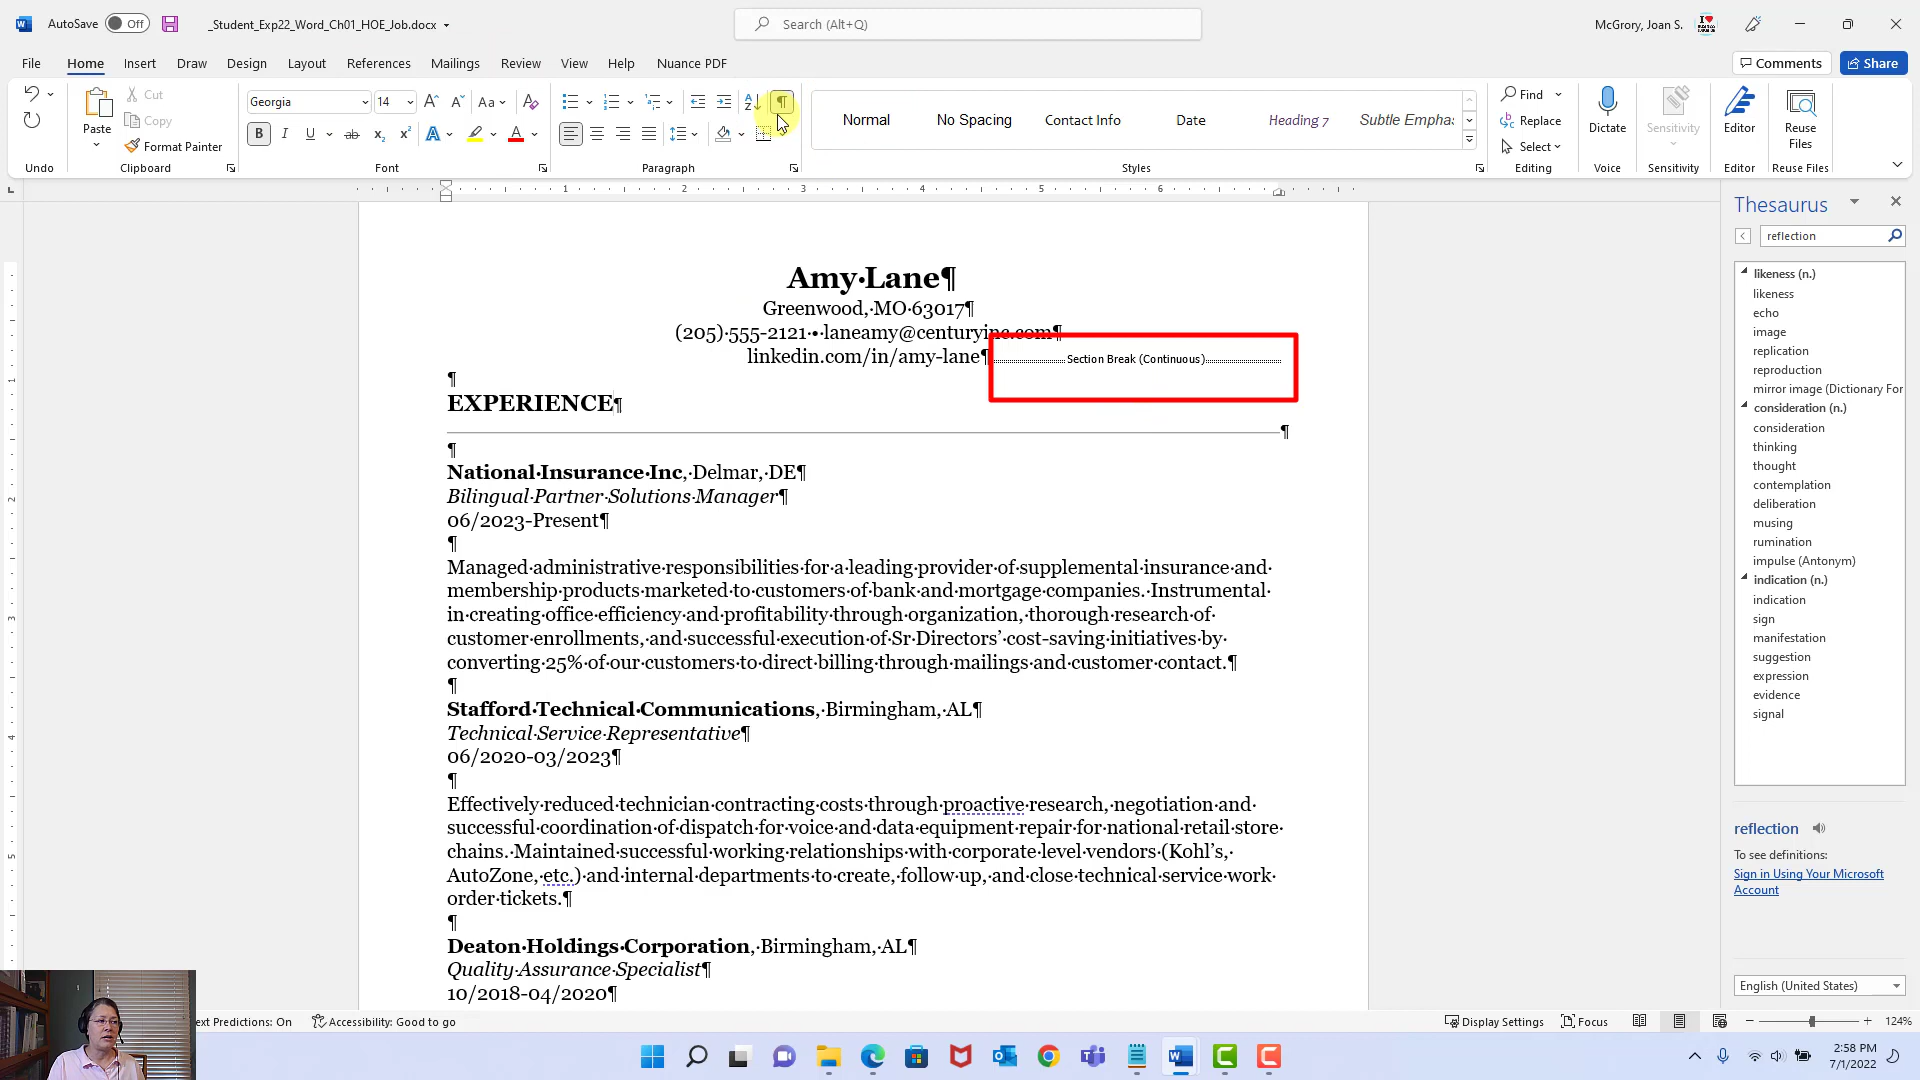 AutoSave Off _Student_Exp22_Word_Ch01_HOE_Job.docx Search (Alt+Q) McGrory, Joan S.
File Home Insert Draw Design Layout References Mailings Review View Help Nuance PDF Comments Share
Undo
Paste Cut Copy Format Painter
Clipboard
Georgia 14
Font
Paragraph
Normal No Spacing Contact Info Date Heading 7 Subtle Emphas
Styles
Find Replace Select
Editing
Dictate
Voice
Sensitivity
Sensitivity
Editor
Editor
Reuse Files
Reuse Files
1 2 3 4 5 6
Amy·Lane¶
Greenwood,·MO·63017¶
(205)·555-2121·•·laneamy@centuryinc.com¶
linkedin.com/in/amy-lane¶ Section Break (Continuous)
¶
EXPERIENCE¶
¶
¶
National·Insurance·Inc,·Delmar,·DE¶
Bilingual·Partner·Solutions·Manager¶
06/2023-Present¶
¶
Managed·administrative·responsibilities·for·a·leading·provider·of·supplemental·insurance·and·
membership·products·marketed·to·customers·of·bank·and·mortgage·companies.·Instrumental·
in·creating·office·efficiency·and·profitability·through·organization,·thorough·research·of·
customer·enrollments,·and·successful·execution·of·Sr·Directors’·cost-saving·initiatives·by·
converting·25%·of·our·customers·to·direct·billing·through·mailings·and·customer·contact.¶
¶
Stafford·Technical·Communications,·Birmingham,·AL¶
Technical·Service·Representative¶
06/2020-03/2023¶
¶
Effectively·reduced·technician·contracting·costs·through·proactive·research,·negotiation·and·
successful·coordination·of·dispatch·for·voice·and·data·equipment·repair·for·national·retail·store·
chains.·Maintained·successful·working·relationships·with·corporate·level·vendors·(Kohl’s,·
AutoZone,·etc.)·and·internal·departments·to·create,·follow·up,·and·close·technical·service·work·
order·tickets.¶
¶
Deaton·Holdings·Corporation,·Birmingham,·AL¶
Quality·Assurance·Specialist¶
10/2018-04/2020¶
Thesaurus
reflection
likeness (n.)
likeness
echo
image
replication
reproduction
mirror image (Dictionary For
consideration (n.)
consideration
thinking
thought
contemplation
deliberation
musing
rumination
impulse (Antonym)
indication (n.)
indication
sign
manifestation
suggestion
expression
evidence
signal
reflection
To see definitions:
Sign in Using Your Microsoft
Account
English (United States)
ext Predictions: On Accessibility: Good to go Display Settings Focus 124%
2:58 PM
7/1/2022